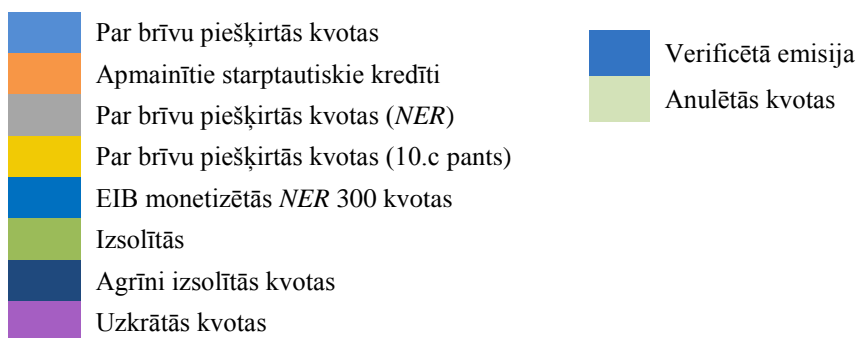 Par brīvu piešķirtās kvotas
Apmainītie starptautiskie kredīti
Par brīvu piešķirtās kvotas (NER)
Par brīvu piešķirtās kvotas (10.c pants)
EIB monetizētās NER 300 kvotas
Izsolītās
Agrīni izsolītās kvotas
Uzkrātās kvotas
Verificētā emisija
Anulētās kvotas